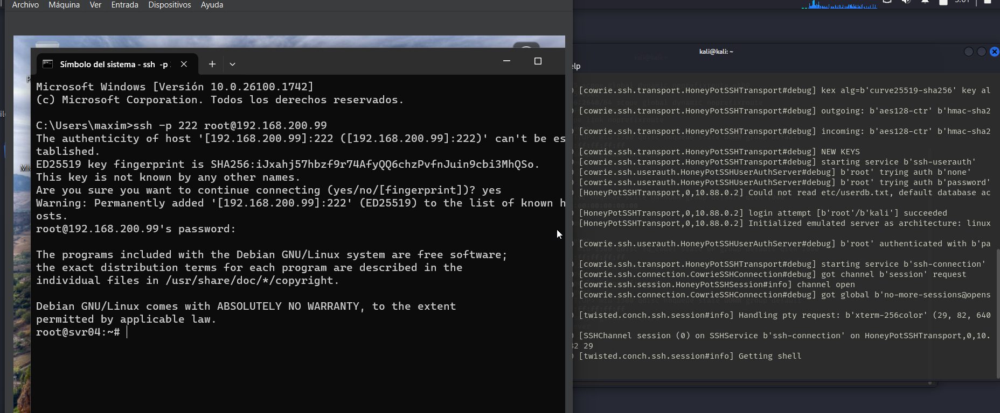 Archivo Máquina Ver Entrada Dispositivos Ayuda
Símbolo del sistema - ssh -p
Microsoft Windows [Versión 10.0.26100.1742]
(c) Microsoft Corporation. Todos los derechos reservados.
C:\Users\maxim>ssh -p 222 root@192.168.200.99
The authenticity of host '[192.168.200.99]:222 ([192.168.200.99]:222)' can't be es
tablished.
ED25519 key fingerprint is SHA256:iJxahj57hbzf9r74AfyQQ6chzPvfnJuin9cbi3MhQSo.
This key is not known by any other names.
Are you sure you want to continue connecting (yes/no/[fingerprint])? yes
Warning: Permanently added '[192.168.200.99]:222' (ED25519) to the list of known h
osts.
root@192.168.200.99's password:
The programs included with the Debian GNU/Linux system are free software;
the exact distribution terms for each program are described in the
individual files in /usr/share/doc/*/copyright.
Debian GNU/Linux comes with ABSOLUTELY NO WARRANTY, to the extent
permitted by applicable law.
root@svr04:~#
kali@kali: ~
elp
[cowrie.ssh.transport.HoneyPotSSHTransport#debug] kex alg=b'curve25519-sha256' key al
[cowrie.ssh.transport.HoneyPotSSHTransport#debug] outgoing: b'aes128-ctr' b'hmac-sha2
[cowrie.ssh.transport.HoneyPotSSHTransport#debug] incoming: b'aes128-ctr' b'hmac-sha2
[cowrie.ssh.transport.HoneyPotSSHTransport#debug] NEW KEYS
[cowrie.ssh.transport.HoneyPotSSHTransport#debug] starting service b'ssh-userauth'
[cowrie.ssh.userauth.HoneyPotSSHUserAuthServer#debug] b'root' trying auth b'none'
[cowrie.ssh.userauth.HoneyPotSSHUserAuthServer#debug] b'root' trying auth b'password'
[HoneyPotSSHTransport,0,10.88.0.2] Could not read etc/userdb.txt, default database ac
[HoneyPotSSHTransport,0,10.88.0.2] login attempt [b'root'/b'kali'] succeeded
[HoneyPotSSHTransport,0,10.88.0.2] Initialized emulated server as architecture: linux
[cowrie.ssh.userauth.HoneyPotSSHUserAuthServer#debug] b'root' authenticated with b'pa
[cowrie.ssh.transport.HoneyPotSSHTransport#debug] starting service b'ssh-connection'
[cowrie.ssh.connection.CowrieSSHConnection#debug] got channel b'session' request
[cowrie.ssh.session.HoneyPotSSHSession#info] channel open
[cowrie.ssh.connection.CowrieSSHConnection#debug] got global b'no-more-sessions@opens
[twisted.conch.ssh.session#info] Handling pty request: b'xterm-256color' (29, 82, 640
[SSHChannel session (0) on SSHService b'ssh-connection' on HoneyPotSSHTransport,0,10.
32 29
[twisted.conch.ssh.session#info] Getting shell